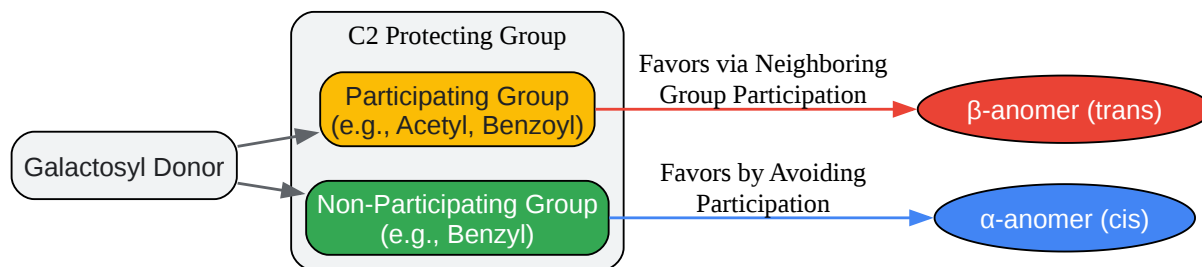 C2 Protecting Group
Galactosyl Donor
Participating Group
(e.g., Acetyl, Benzoyl)
Favors via Neighboring
Group Participation
β-anomer (trans)
Non-Participating Group
(e.g., Benzyl)
Favors by Avoiding
Participation
α-anomer (cis)